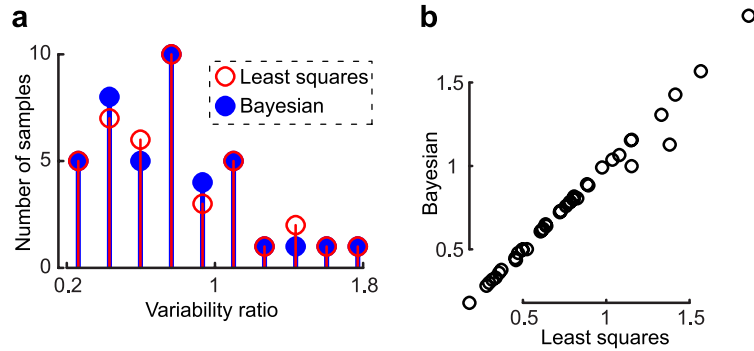 a
10
5
0
Number of samples
Least squares
Bayesian
0.2
1
1.8
Variability ratio
b
1.5
1
0.5
Bayesian
0.5
1
1.5
Least squares